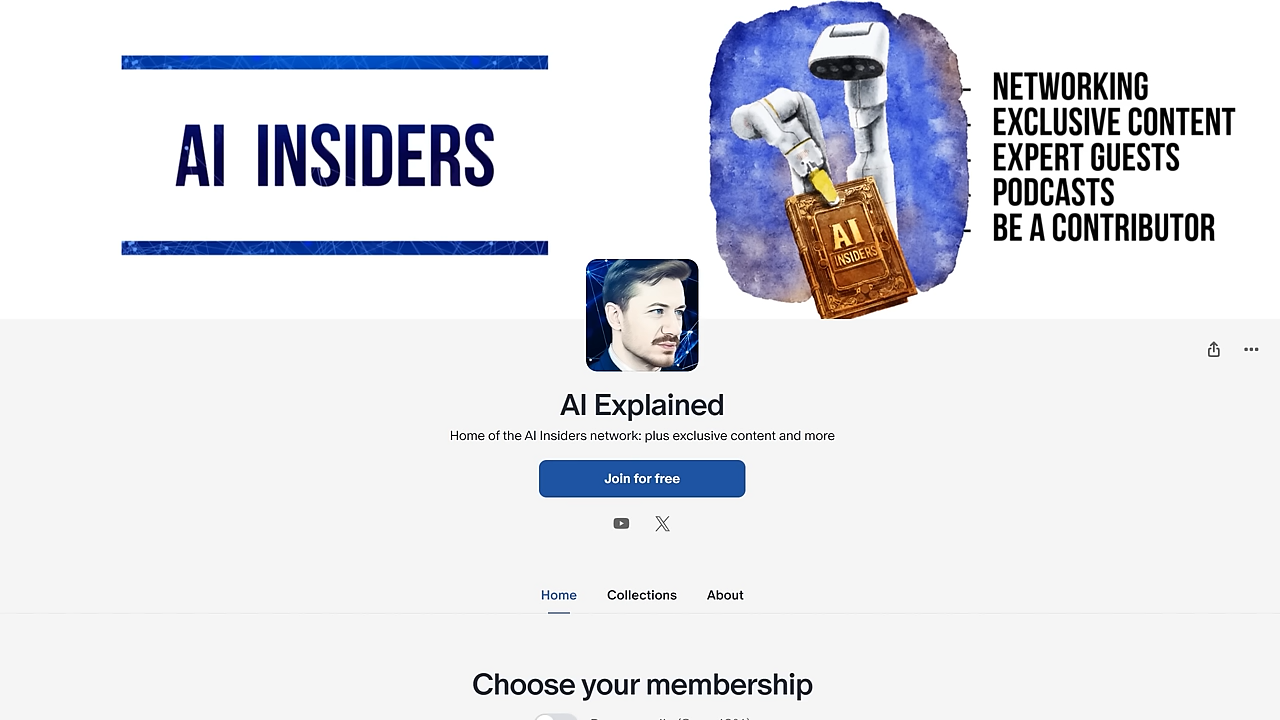 AI INSIDERS
NETWORKING
EXCLUSIVE CONTENT
EXPERT GUESTS
PODCASTS
BE A CONTRIBUTOR
AI
INSIDERS
AI Explained
Home of the AI Insiders network: plus exclusive content and more
Join for free
Home Collections About
Choose your membership